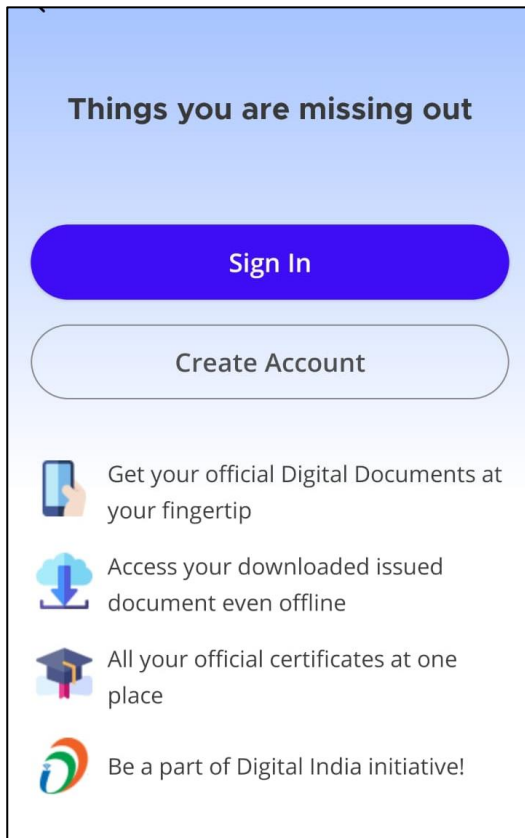 Things you are missing out
Sign In
Create Account
Get your official Digital Documents at
your fingertip
Access your downloaded issued
document even offline
All your official certificates at one
place
Be a part of Digital India initiative!